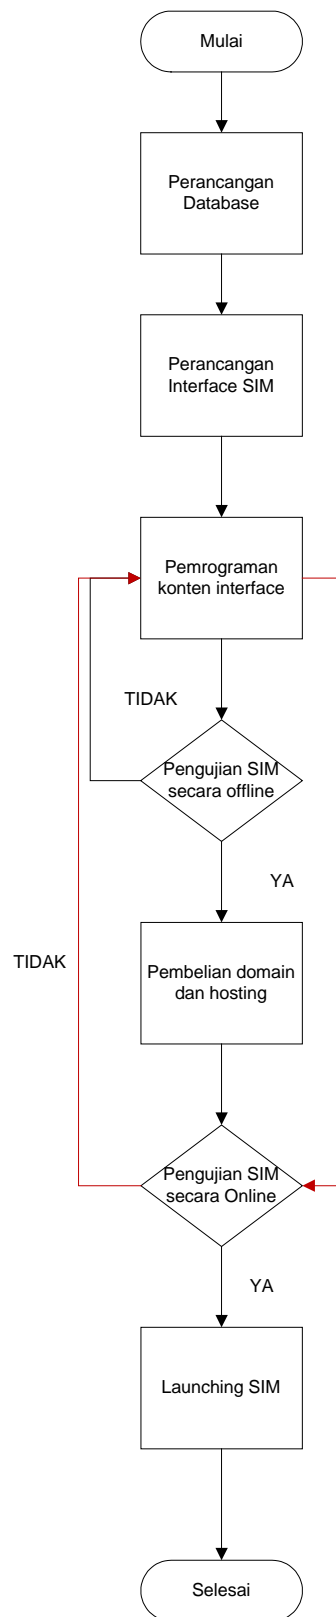 Mulai
Perancangan
Database
Perancangan
Interface SIM
Pemrograman
konten interface
TIDAK
Pengujian SIM
secara offline
YA
Pembelian domain
dan hosting
TIDAK
Pengujian SIM
secara Online
YA
Launching SIM
Selesai